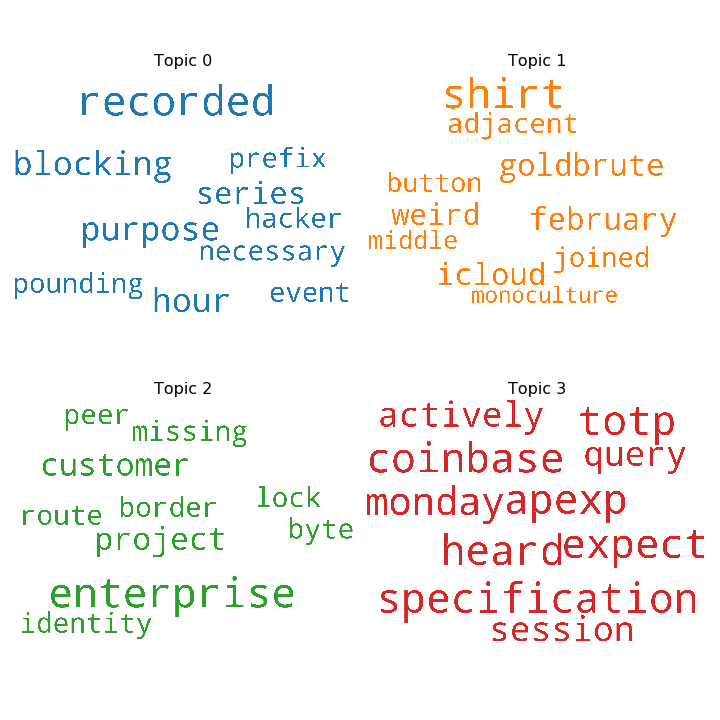 Topic 0
recorded
blocking
prefix
series
hacker
purpose
necessary
pounding
hour
event
Topic 1
shirt
adjacent
goldbrute
button
weird
february
middle
joined
icloud
monoculture
Topic 2
peer
missing
customer
lock
route
border
byte
project
enterprise
identity
Topic 3
actively
totp
coinbase
query
monday
apexp
heard
expect
specification
session